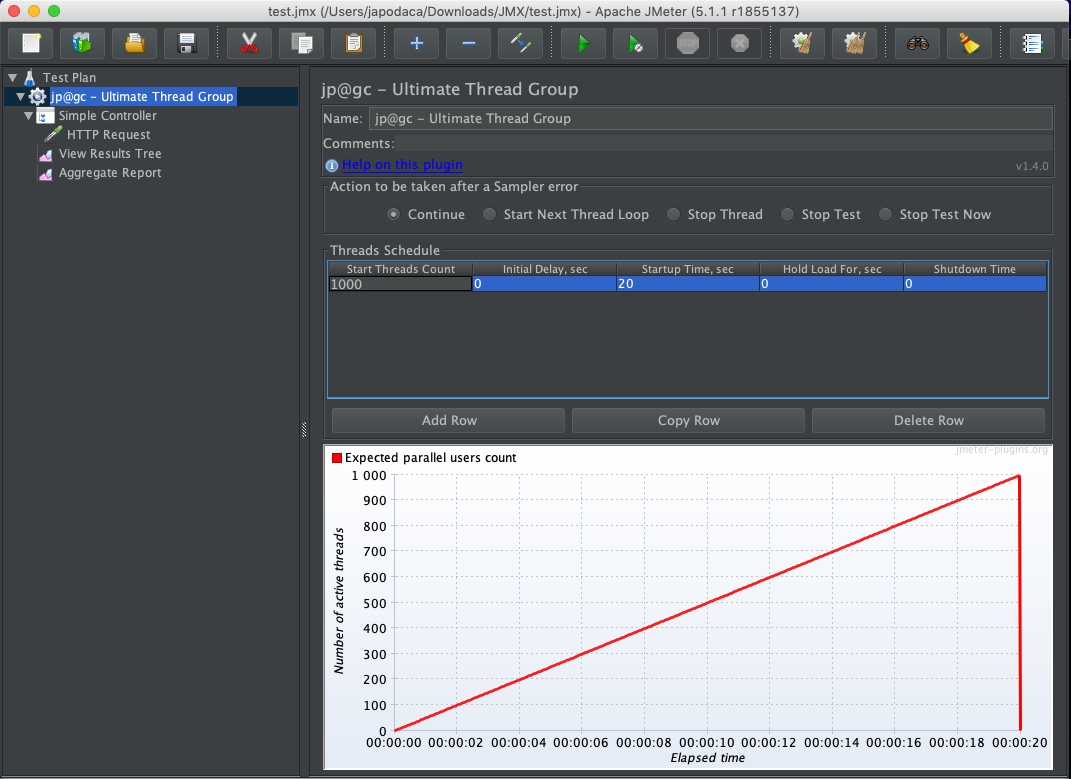 test.jmx (/Users/japodaca/Downloads/JMX/test.jmx) - Apache JMeter (5.1.1 r1855137)
STOP
Test Plan
jp@gc - Ultimate Thread Group
Simple Controller
HTTP Request
View Results Tree
Aggregate Report
jp@gc - Ultimate Thread Group
Name: jp@gc - Ultimate Thread Group
Comments:
Help on this plugin v1.4.0
Action to be taken after a Sampler error
Continue Start Next Thread Loop Stop Thread Stop Test Stop Test Now
Threads Schedule
Start Threads Count Initial Delay, sec Startup Time, sec Hold Load For, sec Shutdown Time
1000 0 20 0 0
Add Row Copy Row Delete Row
jmeter-plugins.org
Expected parallel users count
1 000
900
800
700
600
500
400
300
200
100
0
Number of active threads
00:00:00 00:00:02 00:00:04 00:00:06 00:00:08 00:00:10 00:00:12 00:00:14 00:00:16 00:00:18 00:00:20
Elapsed time